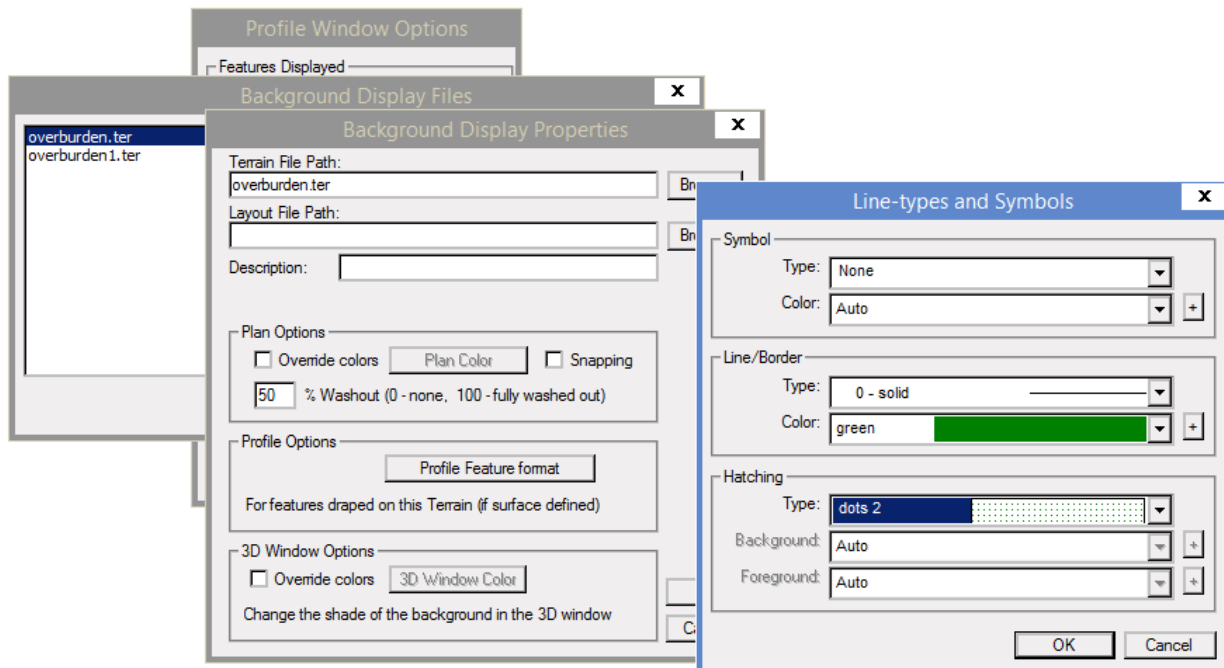 Profile Window Options
Features Displayed
Background Display Files
x
overburden.ter
overburden1.ter
Background Display Properties
x
Terrain File Path:
overburden.ter
Layout File Path:
Description:
Plan Options
Override colors
Plan Color
Snapping
50 % Washout (0 - none, 100 - fully washed out)
Profile Options
Profile Feature format
For features draped on this Terrain (if surface defined)
3D Window Options
Override colors
3D Window Color
Change the shade of the background in the 3D window
Line-types and Symbols
x
Symbol
Type: None
Color: Auto +
Line/Border
Type: 0 - solid
Color: green +
Hatching
Type: dots 2
Background: Auto +
Foreground: Auto +
OK Cancel